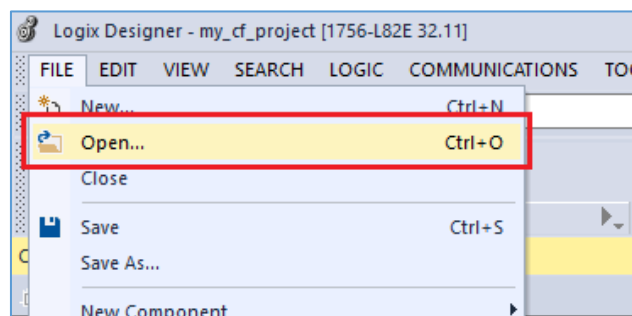 Logix Designer - my_cf_project [1756-L82E 32.11]
FILE EDIT VIEW SEARCH LOGIC COMMUNICATIONS
New... Ctrl+N
Open... Ctrl+O
Close
Save Ctrl+S
Save As...
New Component